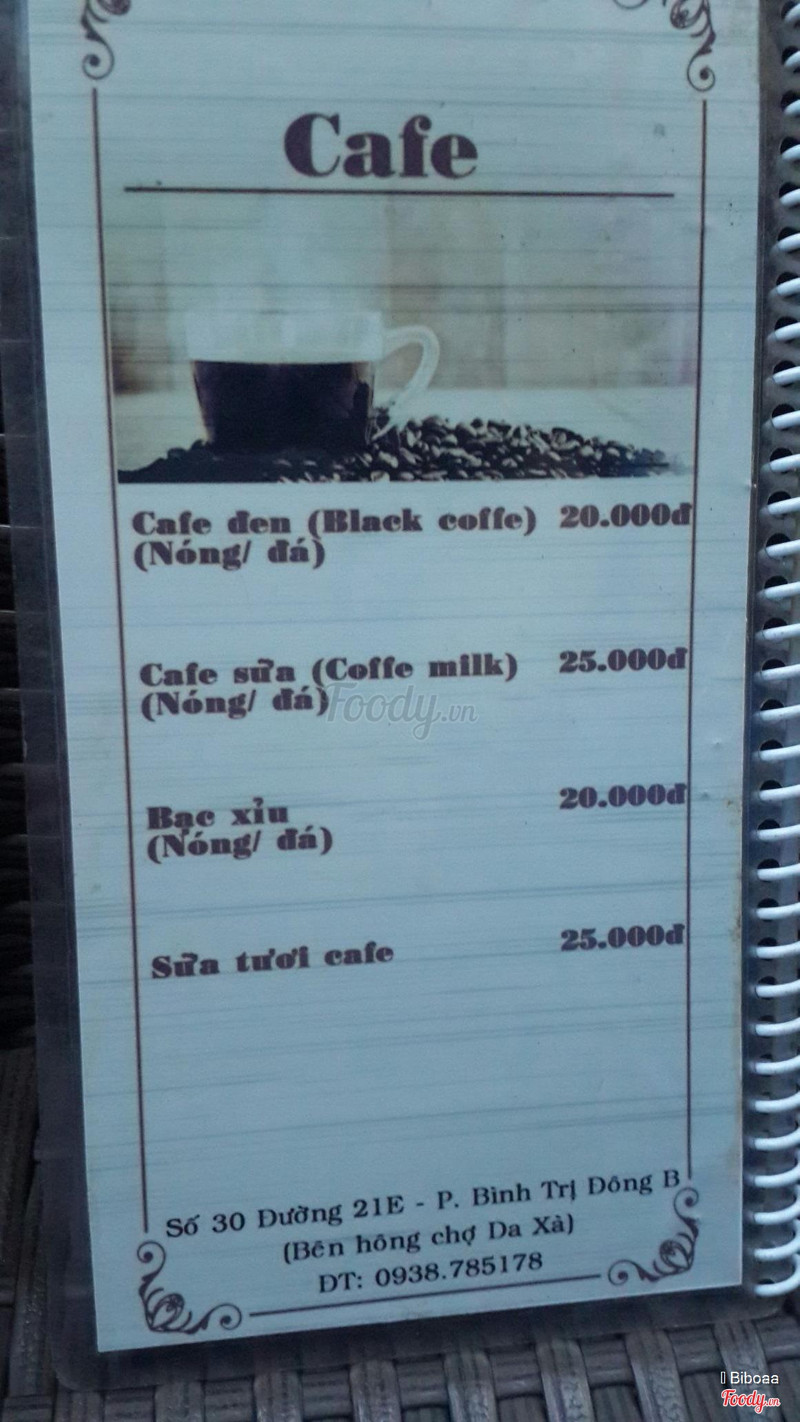 Cafe
Cafe đen (Black coffe) 20.000đ
(Nóng/ đá)
Cafe sữa (Coffe milk) 25.000đ
(Nóng/ đá)
Foody.vn
Bạc xỉu 20.000đ
(Nóng/ đá)
Sữa tươi cafe 25.000đ
Số 30 Đường 21E - P. Bình Trị Đông B
(Bên hông chợ Da Xà)
ĐT: 0938.785178
Biboaa
Foody.vn